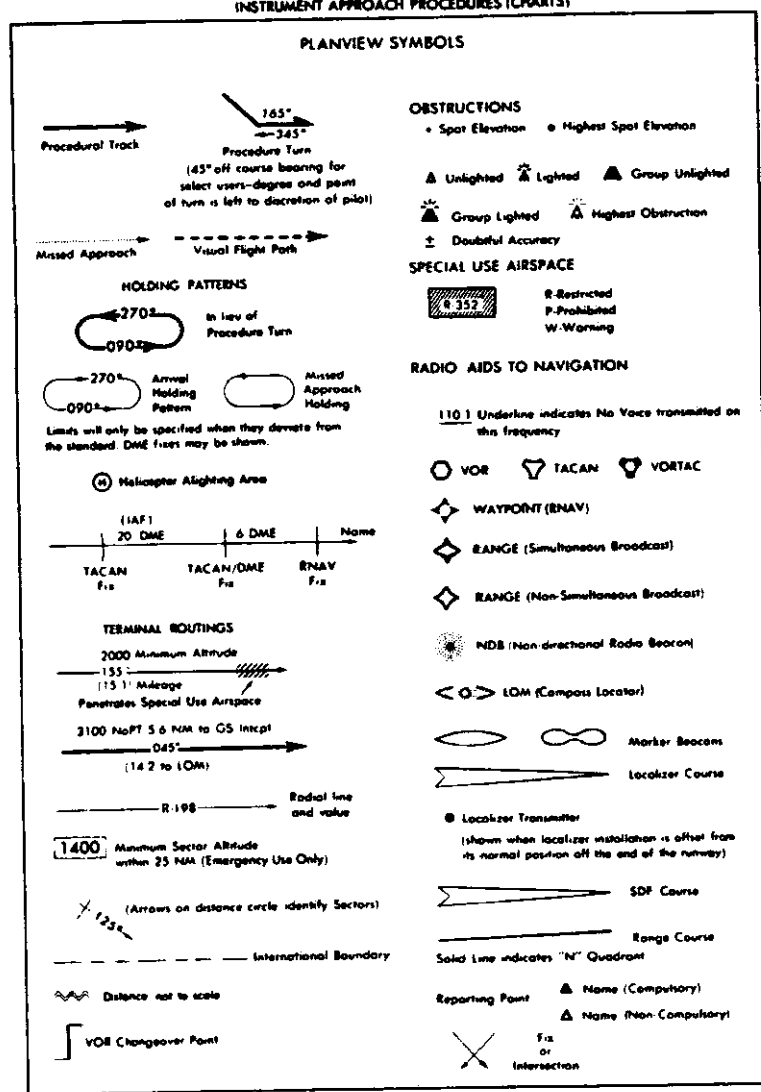 INSTRUMENT APPROACH PROCEDURES (CHARTS)
PLANVIEW SYMBOLS
Procedural Track
165°
345°
Procedure Turn
(45° off course bearing for
select users-degree and point
of turn is left to discretion of pilot)
Missed Approach
Visual Flight Path
HOLDING PATTERNS
270°
090°
In lieu of
Procedure Turn
270°
090°
Arrival
Holding
Pattern
Missed
Approach
Holding
Limits will only be specified when they deviate from
the standard. DME fixes may be shown.
H Helicopter Alighting Area
(IAF)
20 DME
6 DME
Name
TACAN
Fix
TACAN/DME
Fix
RNAV
Fix
TERMINAL ROUTINGS
2000 Minimum Altitude
155°
(15.1) Mileage
Penetrates Special Use Airspace
3100 NoPT 5.6 NM to GS Intcpt
045°
(14.2 to LOM)
R-198
Radial line
and value
1400 Minimum Sector Altitude
within 25 NM (Emergency Use Only)
125°
(Arrows on distance circle identify Sectors)
International Boundary
Distance not to scale
VOR Changeover Point
OBSTRUCTIONS
Spot Elevation
Highest Spot Elevation
Unlighted
Lighted
Group Unlighted
Group Lighted
Highest Obstruction
± Doubtful Accuracy
SPECIAL USE AIRSPACE
R-352
R-Restricted
P-Prohibited
W-Warning
RADIO AIDS TO NAVIGATION
110.1 Underline indicates No Voice transmitted on
this frequency
VOR
TACAN
VORTAC
WAYPOINT (RNAV)
RANGE (Simultaneous Broadcast)
RANGE (Non-Simultaneous Broadcast)
NDB (Non-directional Radio Beacon)
LOM (Compass Locator)
Marker Beacons
Localizer Course
Localizer Transmitter
(shown when localizer installation is offset from
its normal position off the end of the runway)
SDF Course
Range Course
Solid Line indicates "N" Quadrant
Reporting Point
Name (Compulsory)
Name (Non-Compulsory)
Fix
or
Intersection